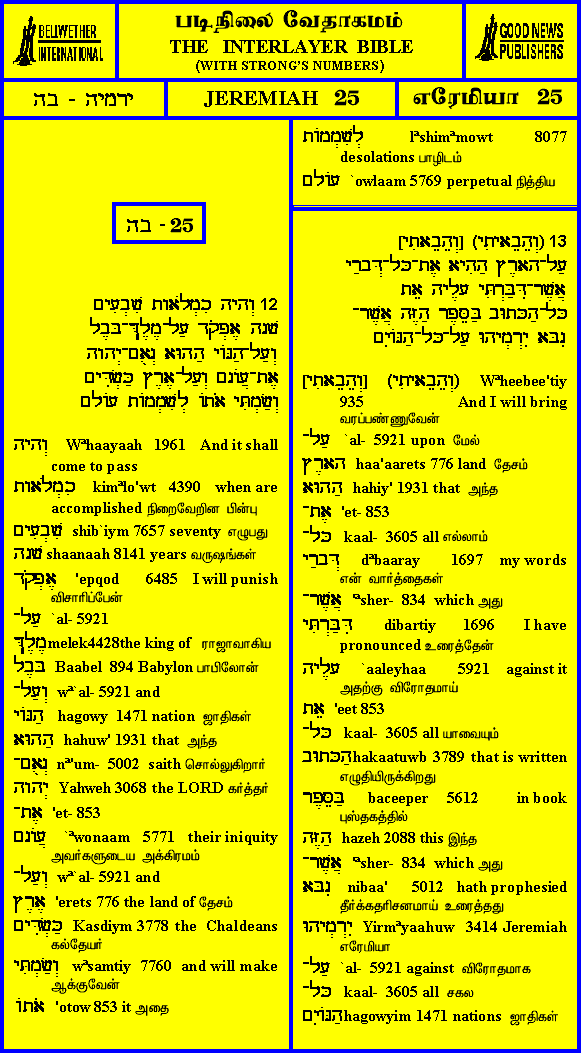 BELLWETHER
INTERNATIONAL
படிநிலை வேதாகமம்
THE INTERLAYER BIBLE
(WITH STRONG'S NUMBERS)
GOOD NEWS
PUBLISHERS
ירמיה - בה
JEREMIAH 25
எரேமியா 25
בה - 25
12 וְהָיָה כִמְלֹאות שִׁבְעִים
שָׁנָה אֶפְקֹד עַל־מֶלֶךְ־בָּבֶל
וְעַל־הַגּוֹי הַהוּא נְאֻם־יְהוָה
אֶת־עֲוֹנָם וְעַל־אֶרֶץ כַּשְׂדִּים
וְשַׂמְתִּי אֹתוֹ לְשִׁמְמוֹת עוֹלָם
וְהָיָה Wªhaayaah 1961 And it shall
come to pass
כִמְלֹאות kimªlo'wt 4390 when are
accomplished நிறைவேறின பின்பு
שִׁבְעִים shib`iym 7657 seventy எழுபது
שָׁנָה shaanaah 8141 years வருஷங்கள்
אֶפְקֹד 'epqod 6485 I will punish
விசாரிப்பேன்
עַל־ `al- 5921
מֶלֶךְ melek4428the king of ராஜாவாகிய
בָּבֶל Baabel 894 Babylon பாபிலோன்
וְעַל־ wª`al- 5921 and
הַגּוֹי hagowy 1471 nation ஜாதிகள்
הַהוּא hahuw' 1931 that அந்த
נְאֻם־ nª'um- 5002 saith சொல்லுகிறார்
יְהוָה Yahweh 3068 the LORD கர்த்தர்
אֶת־ 'et- 853
עֲוֹנָם `ªwonaam 5771 their iniquity
அவர்களுடைய அக்கிரமம்
וְעַל־ wª`al- 5921 and
אֶרֶץ 'erets 776 the land of தேசம்
כַּשְׂדִּים Kasdiym 3778 the Chaldeans
கல்தேயர்
וְשַׂמְתִּי wªsamtiy 7760 and will make
ஆக்குவேன்
אֹתוֹ 'otow 853 it அதை
לְשִׁמְמוֹת lªshimªmowt 8077
desolations பாழிடம்
עוֹלָם `owlaam 5769 perpetual நித்திய
13 (וְהֵבֵאיתִי) [וְהֵבֵאתִי]
עַל־הָאָרֶץ הַהִיא אֶת־כָּל־דְּבָרַי
אֲשֶׁר־דִּבַּרְתִּי עָלֶיהָ אֵת
כָּל־הַכָּתוּב בַּסֵּפֶר הַזֶּה אֲשֶׁר־
נִבָּא יִרְמְיָהוּ עַל־כָּל־הַגּוֹיִם
(וְהֵבֵאיתִי) [וְהֵבֵאתִי] Wªheebee'tiy
935 And I will bring
வரப்பண்ணுவேன்
עַל־ `al- 5921 upon மேல்
הָאָרֶץ haa'aarets 776 land தேசம்
הַהִוּא hahiy' 1931 that அந்த
אֶת־ 'et- 853
כָּל־ kaal- 3605 all எல்லாம்
דְּבָרַי dªbaaray 1697 my words
என் வார்த்தைகள்
אֲשֶׁר־ 'ªsher- 834 which அது
דִּבַּרְתִּי dibartiy 1696 I have
pronounced உரைத்தேன்
עָלֶיהָ `aaleyhaa 5921 against it
அதற்கு விரோதமாய்
אֵת 'eet 853
כָּל־ kaal- 3605 all யாவையும்
הַכָּתוּב hakaatuwb 3789 that is written
எழுதியிருக்கிறது
בַּסֵּפֶר baceeper 5612 in book
புஸ்தகத்தில்
הַזֶּה hazeh 2088 this இந்த
אֲשֶׁר־ 'ªsher- 834 which அது
נִבָּא nibaa' 5012 hath prophesied
தீர்க்கதரிசனமாய் உரைத்தது
יִרְמְיָהוּ Yirmªyaahuw 3414 Jeremiah
எரேமியா
עַל־ `al- 5921 against விரோதமாக
כָּל־ kaal- 3605 all சகல
הַגּוֹיִם hagowyim 1471 nations ஜாதிகள்